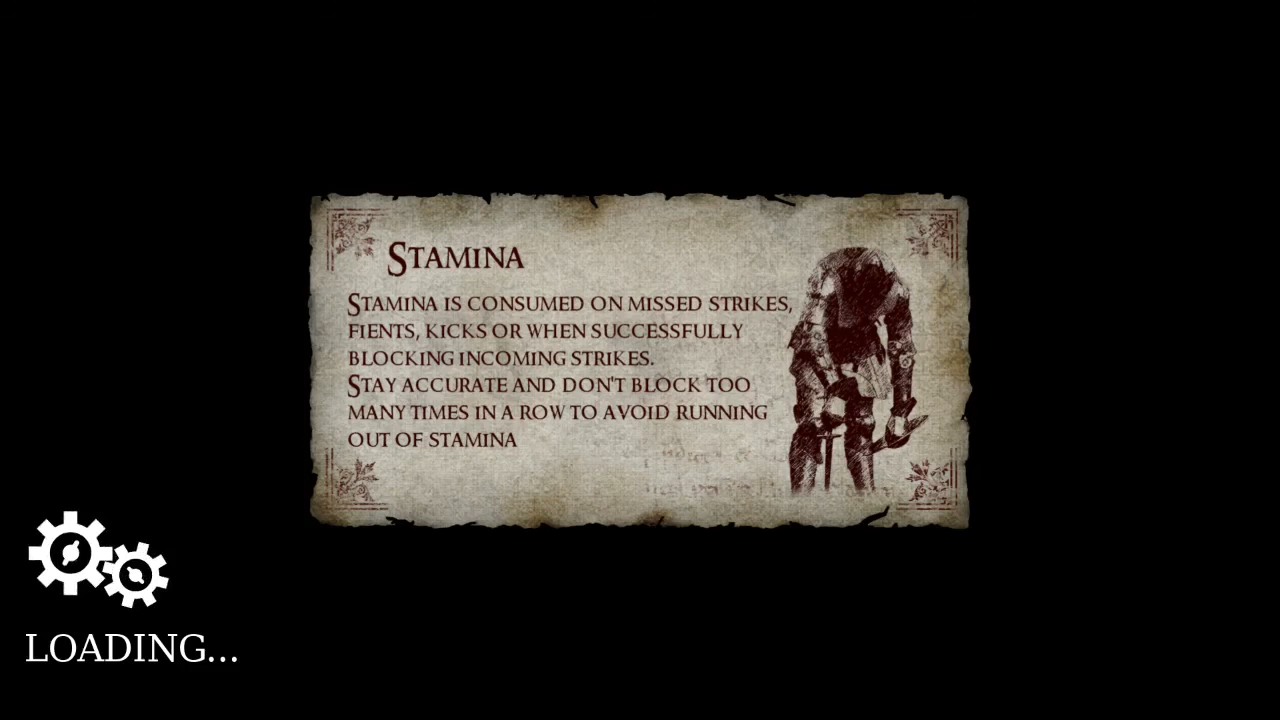 STAMINA
STAMINA IS CONSUMED ON MISSED STRIKES,
FIENTS, KICKS OR WHEN SUCCESSFULLY
BLOCKING INCOMING STRIKES.
STAY ACCURATE AND DON'T BLOCK TOO
MANY TIMES IN A ROW TO AVOID RUNNING
OUT OF STAMINA
LOADING...